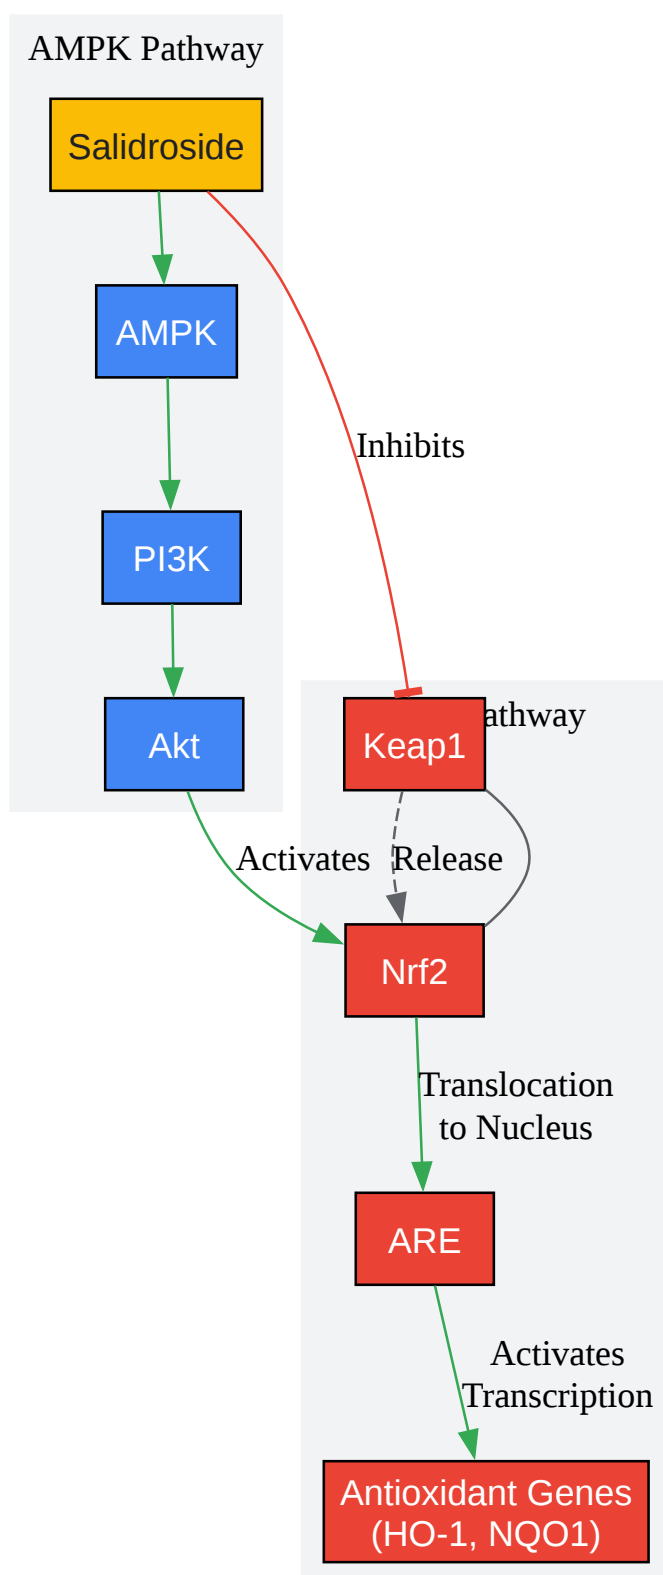 AMPK Pathway
Salidroside
AMPK
Inhibits
PI3K
Akt
Keap1
athway
Activates
Release
Nrf2
Translocation
to Nucleus
ARE
Activates
Transcription
Antioxidant Genes
(HO-1, NQO1)